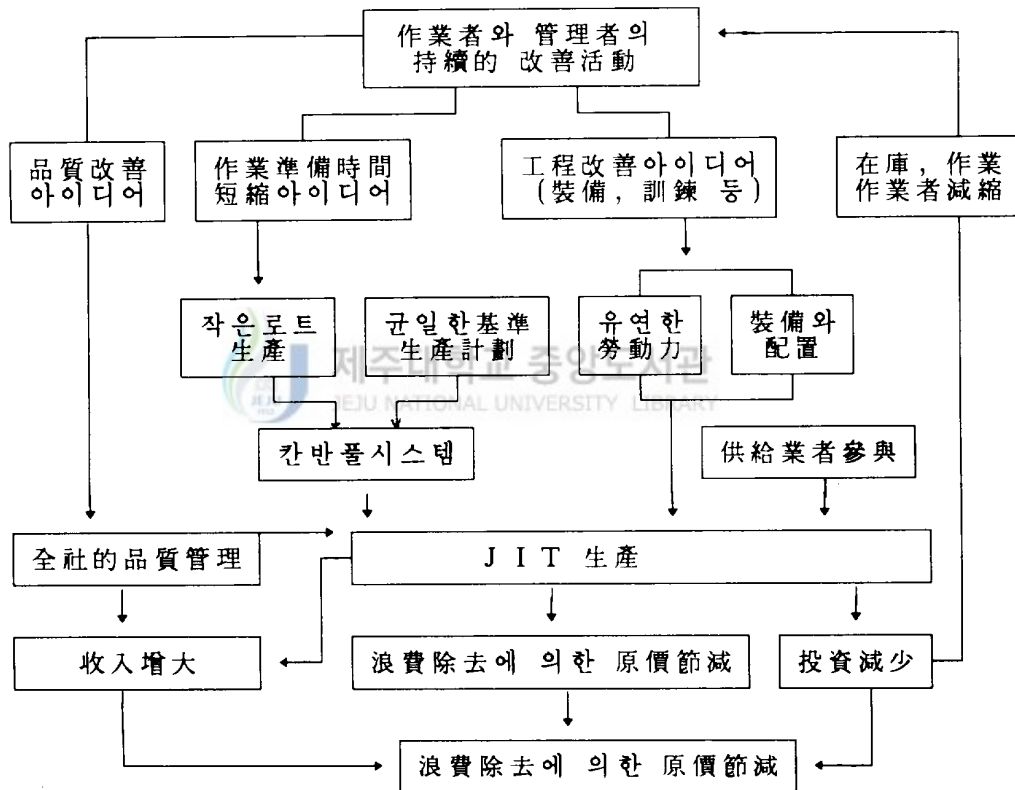 作業者와 管理者의
持續的 改善活動
品質改善
아이디어
作業準備時間
短縮아이디어
工程改善아이디어
(裝備, 訓練 등)
在庫, 作業
作業者減縮
작은로트
生産
균일한基準
生産計劃
유연한
勞動力
裝備와
配置
제주대학교 중앙도서관
JEJU NATIONAL UNIVERSITY LIBRARY
칸반풀시스템
供給業者參與
全社的品質管理
JIT 生産
收入增大
浪費除去에 의한 原價節減
投資減少
浪費除去에 의한 原價節減